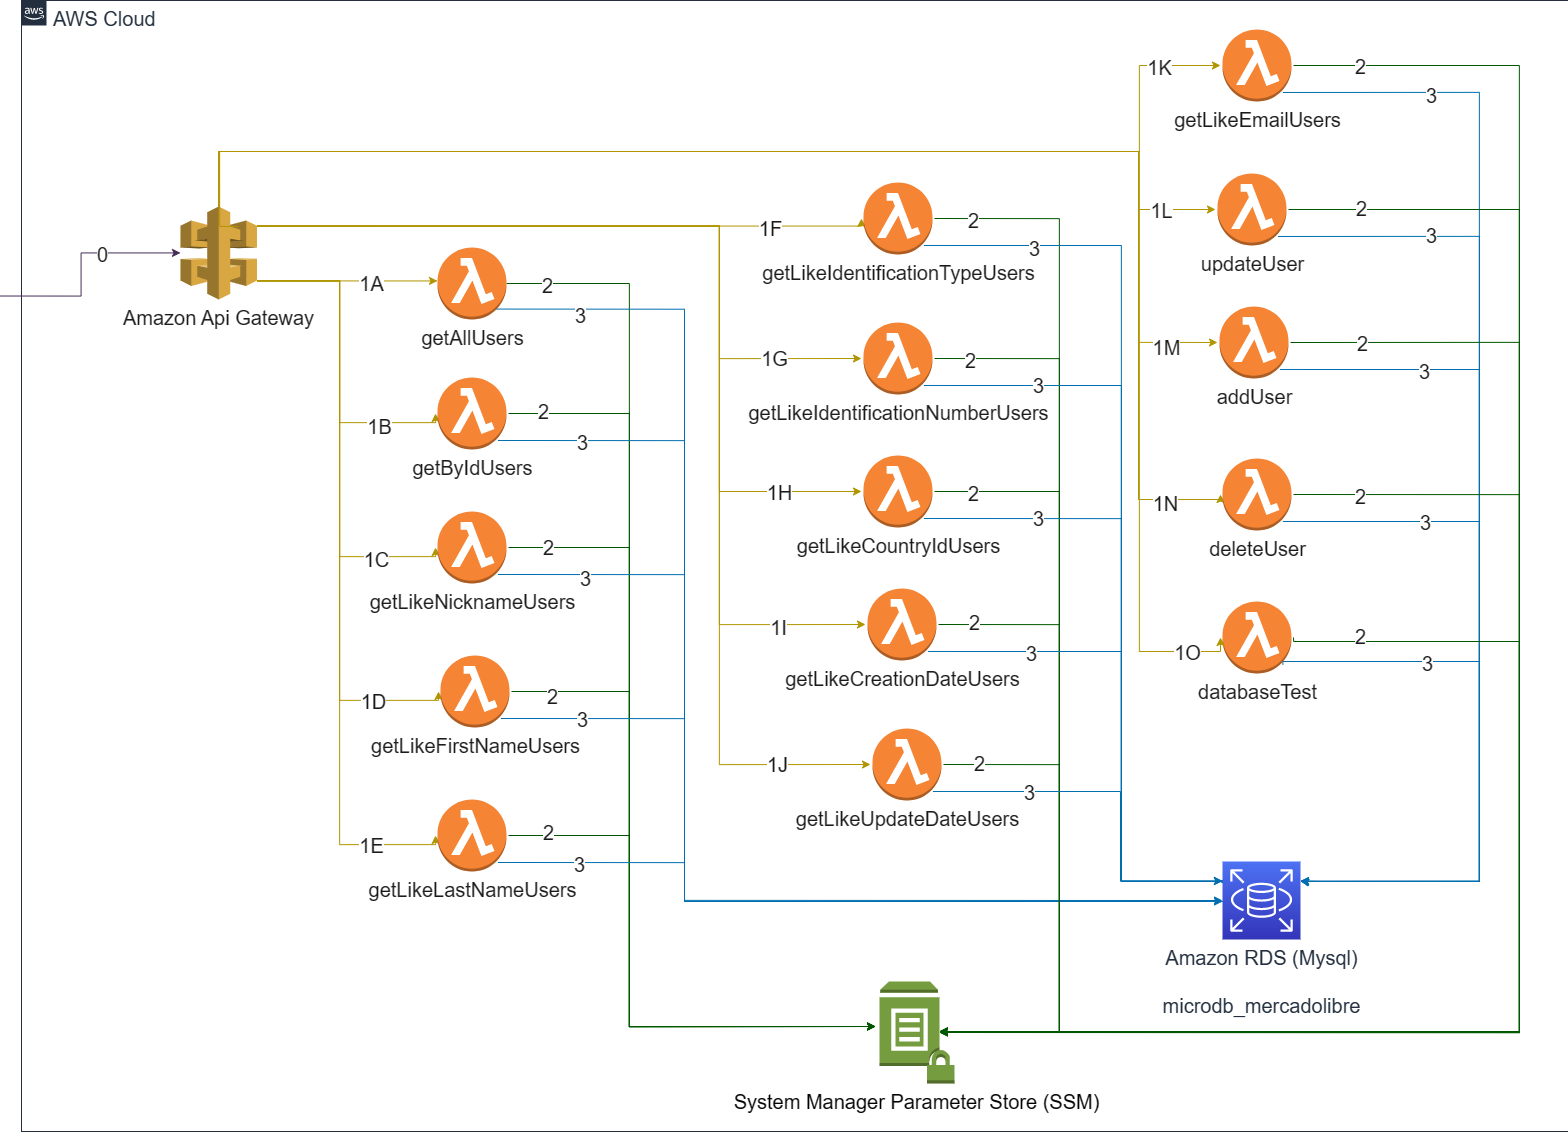 aws
AWS Cloud
0
Amazon Api Gateway
1A
2
3
getAllUsers
1B
2
3
getByIdUsers
1C
2
3
getLikeNicknameUsers
1D
2
3
getLikeFirstNameUsers
1E
2
3
getLikeLastNameUsers
1F
2
3
getLikeIdentificationTypeUsers
1G
2
3
getLikeIdentificationNumberUsers
1H
2
3
getLikeCountryIdUsers
1I
2
3
getLikeCreationDateUsers
1J
2
3
getLikeUpdateDateUsers
1K
2
3
getLikeEmailUsers
1L
2
3
updateUser
1M
2
3
addUser
1N
2
3
deleteUser
1O
2
3
databaseTest
Amazon RDS (Mysql)
microdb_mercadolibre
System Manager Parameter Store (SSM)